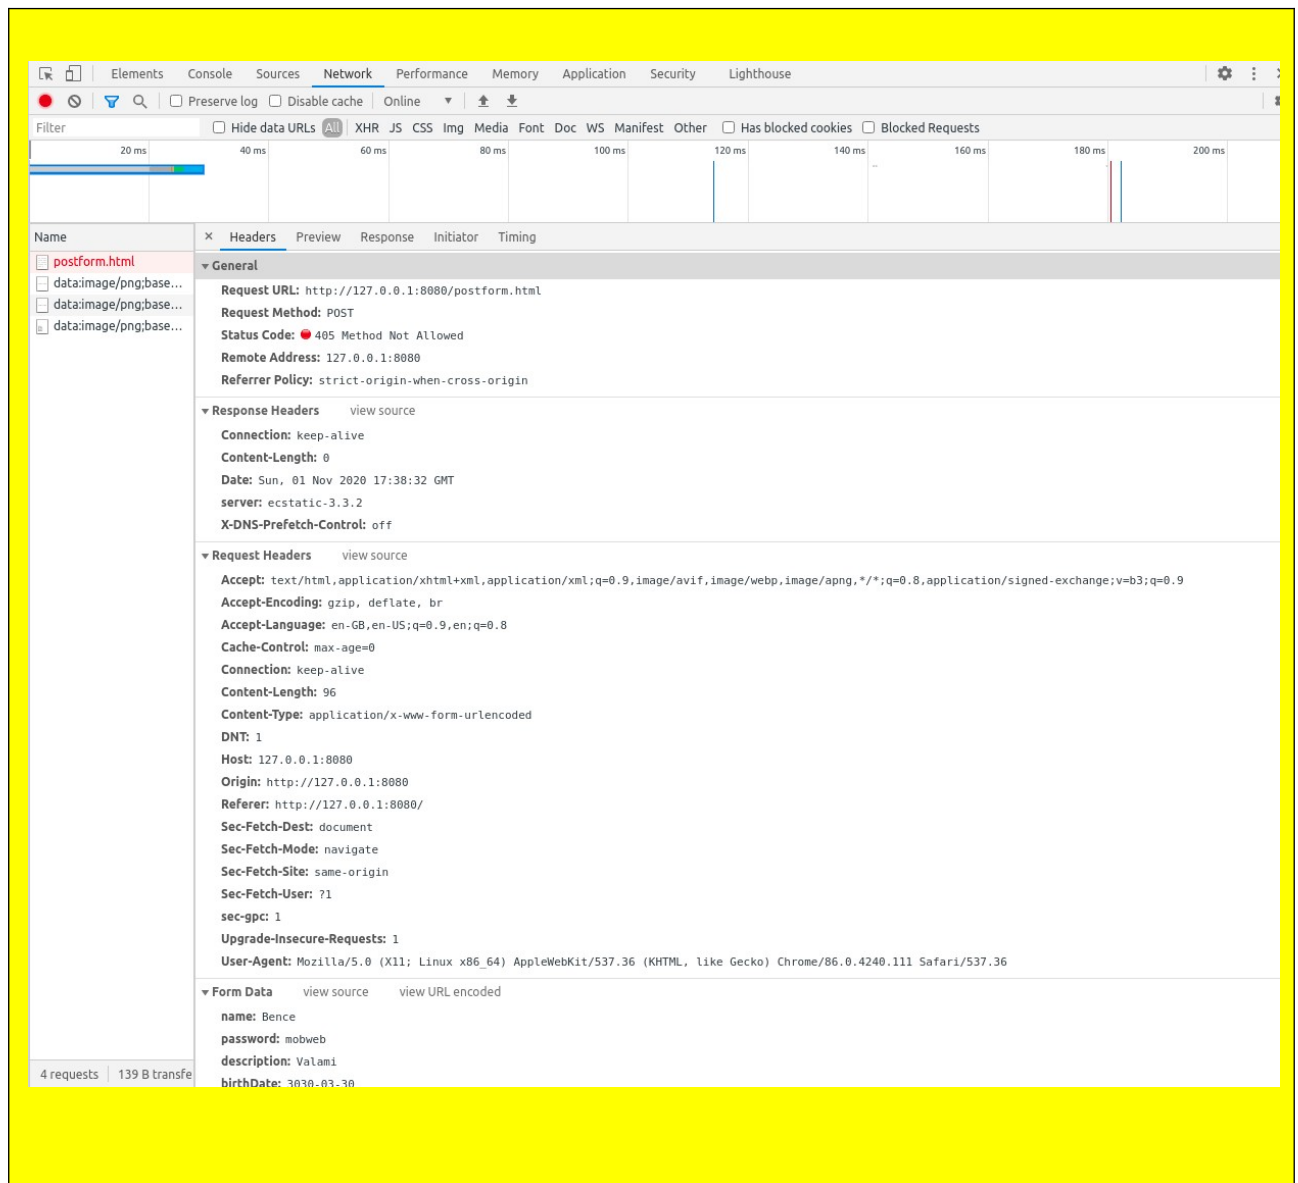 Elements Console Sources Network Performance Memory Application Security Lighthouse
Preserve log Disable cache Online
Filter Hide data URLs All XHR JS CSS Img Media Font Doc WS Manifest Other Has blocked cookies Blocked Requests
20 ms 40 ms 60 ms 80 ms 100 ms 120 ms 140 ms 160 ms 180 ms 200 ms
Name
postform.html
data:image/png;base...
data:image/png;base...
data:image/png;base...
4 requests 139 B transfe
× Headers Preview Response Initiator Timing
General
Request URL: http://127.0.0.1:8080/postform.html
Request Method: POST
Status Code: 405 Method Not Allowed
Remote Address: 127.0.0.1:8080
Referrer Policy: strict-origin-when-cross-origin
Response Headers view source
Connection: keep-alive
Content-Length: 0
Date: Sun, 01 Nov 2020 17:38:32 GMT
server: ecstatic-3.3.2
X-DNS-Prefetch-Control: off
Request Headers view source
Accept: text/html,application/xhtml+xml,application/xml;q=0.9,image/avif,image/webp,image/apng,*/*;q=0.8,application/signed-exchange;v=b3;q=0.9
Accept-Encoding: gzip, deflate, br
Accept-Language: en-GB,en-US;q=0.9,en;q=0.8
Cache-Control: max-age=0
Connection: keep-alive
Content-Length: 96
Content-Type: application/x-www-form-urlencoded
DNT: 1
Host: 127.0.0.1:8080
Origin: http://127.0.0.1:8080
Referer: http://127.0.0.1:8080/
Sec-Fetch-Dest: document
Sec-Fetch-Mode: navigate
Sec-Fetch-Site: same-origin
Sec-Fetch-User: ?1
sec-gpc: 1
Upgrade-Insecure-Requests: 1
User-Agent: Mozilla/5.0 (X11; Linux x86_64) AppleWebKit/537.36 (KHTML, like Gecko) Chrome/86.0.4240.111 Safari/537.36
Form Data view source view URL encoded
name: Bence
password: mobweb
description: Valami
birthDate: 3030-03-30